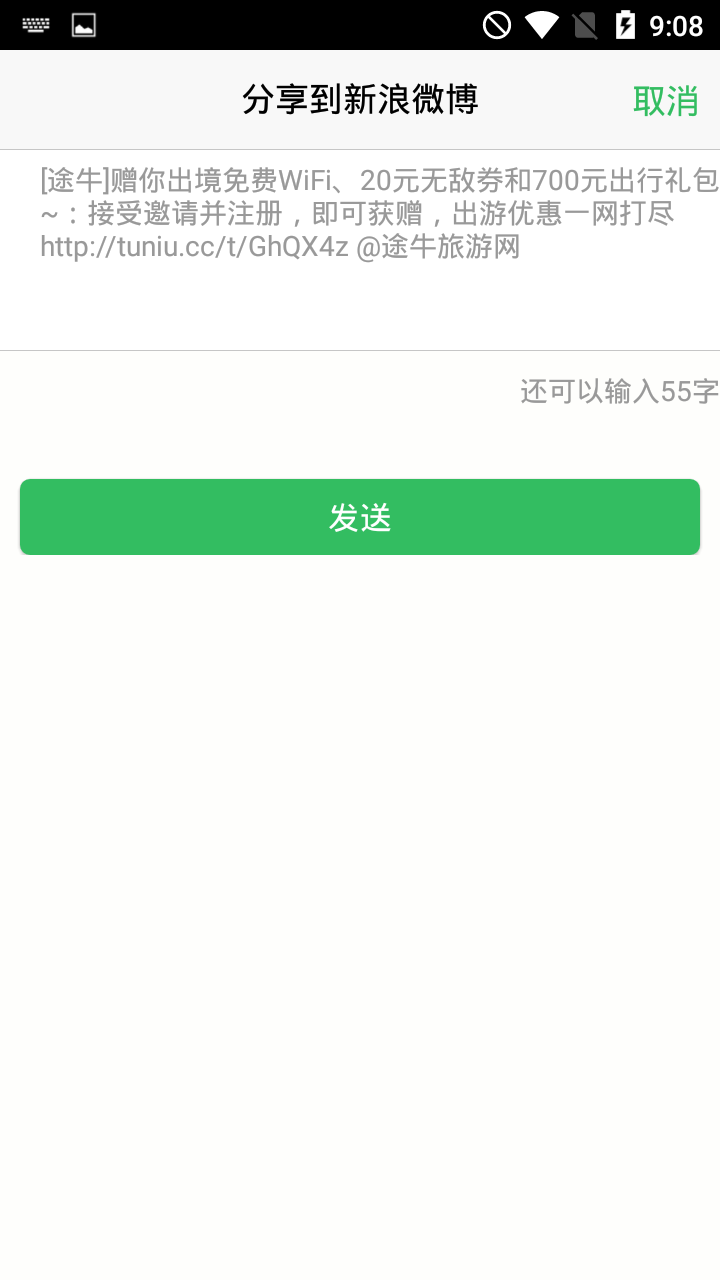 9:08
分享到新浪微博
取消
[途牛]赠你出境免费WiFi、20元无敌券和700元出行礼包
~：接受邀请并注册，即可获赠，出游优惠一网打尽
http://tuniu.cc/t/GhQX4z @途牛旅游网
还可以输入55字
发送